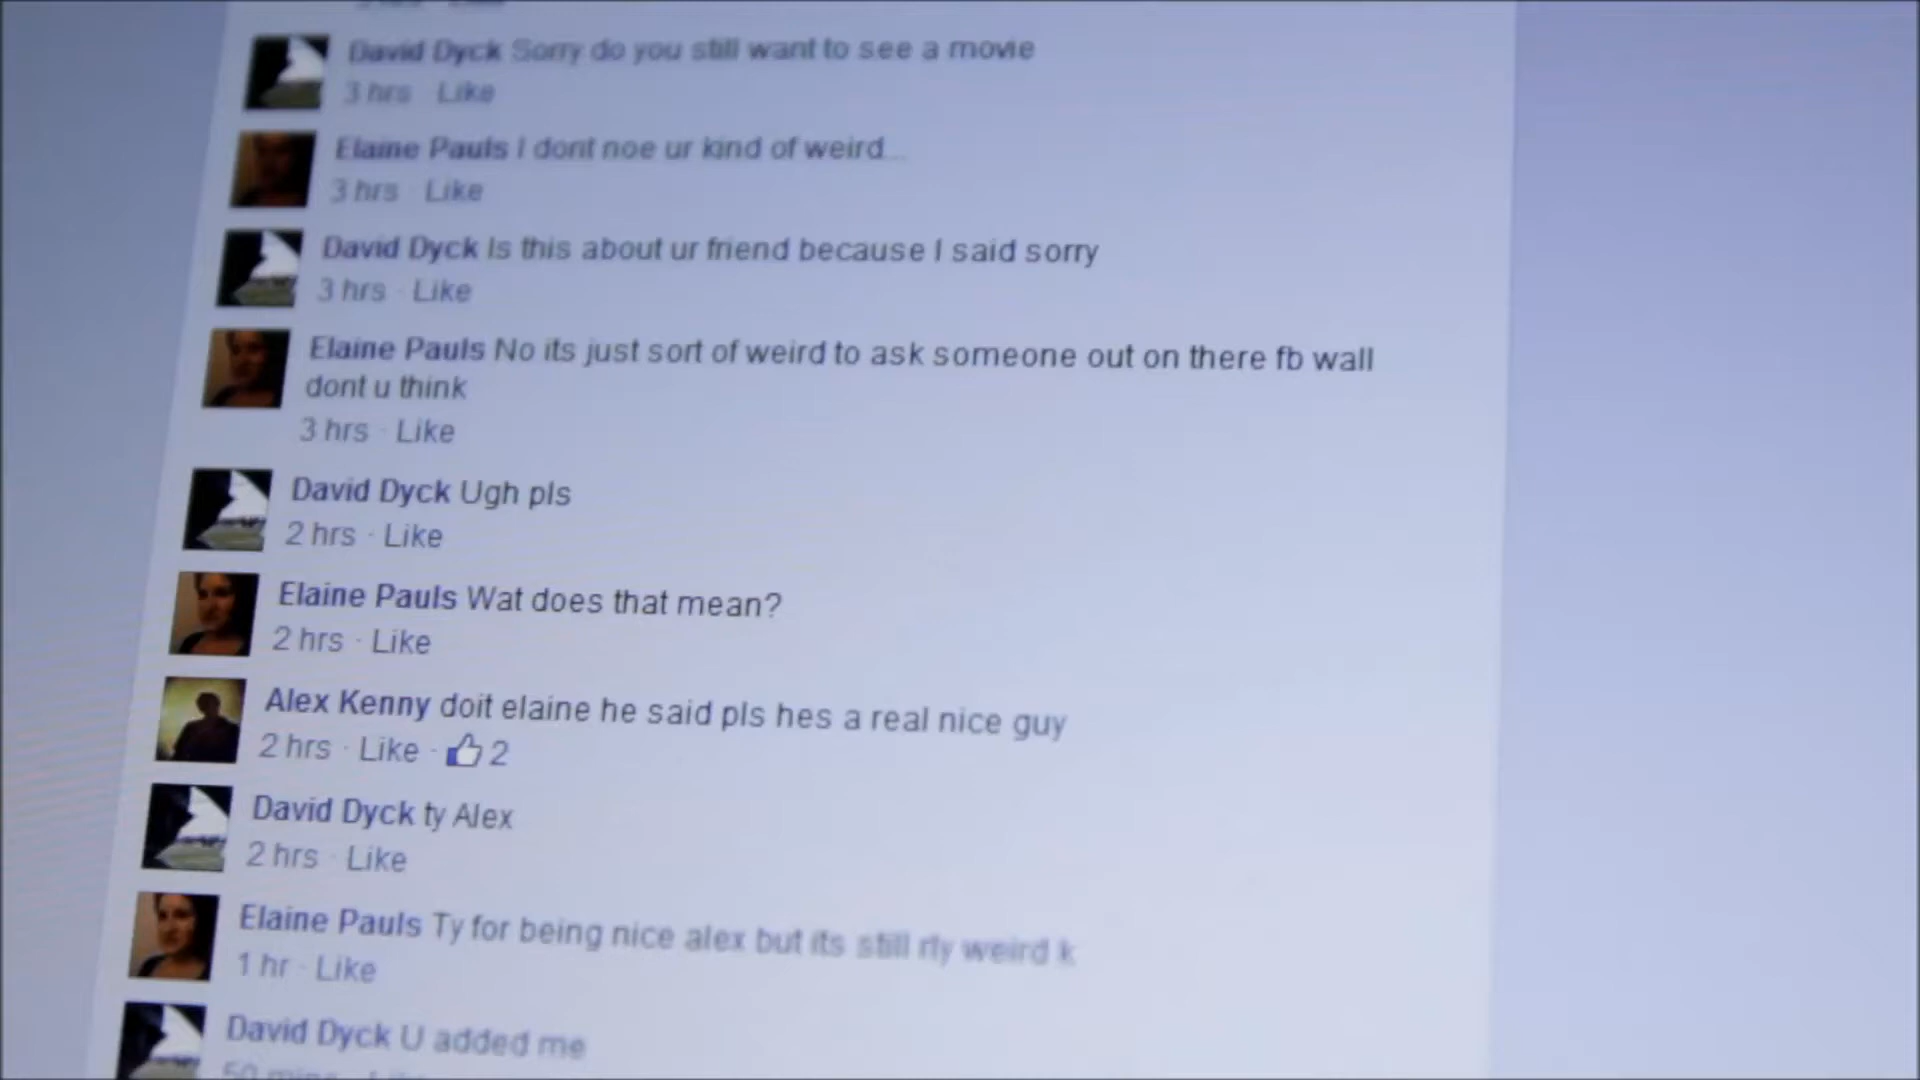 David Dyck Sorry do you still want to see a movie
3 hrs · Like
Elaine Pauls I dont noe ur kind of weird...
3 hrs · Like
David Dyck Is this about ur friend because I said sorry
3 hrs · Like
Elaine Pauls No its just sort of weird to ask someone out on there fb wall
dont u think
3 hrs · Like
David Dyck Ugh pls
2 hrs · Like
Elaine Pauls Wat does that mean?
2 hrs · Like
Alex Kenny doit elaine he said pls hes a real nice guy
2 hrs · Like · 2
David Dyck ty Alex
2 hrs · Like
Elaine Pauls Ty for being nice alex but its still rly weird k
1 hr · Like
David Dyck U added me
50 mins